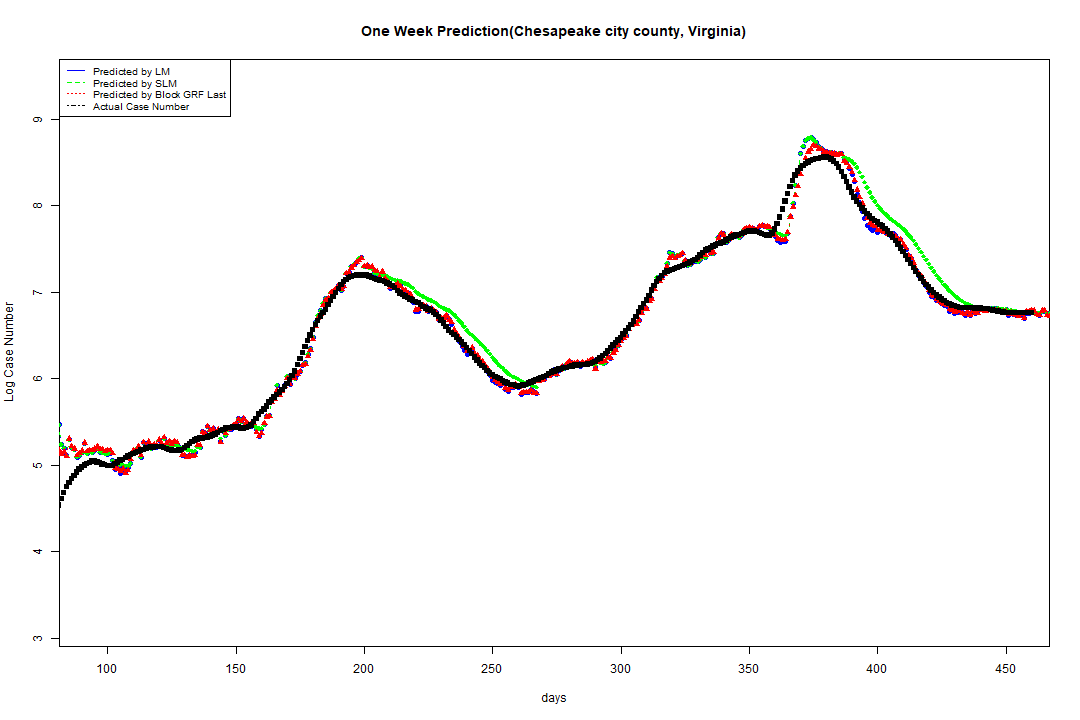 One Week Prediction(Chesapeake city county, Virginia)
Predicted by LM
Predicted by SLM
Predicted by Block GRF Last
Actual Case Number
9
8
7
6
5
4
3
Log Case Number
100 150 200 250 300 350 400 450
days